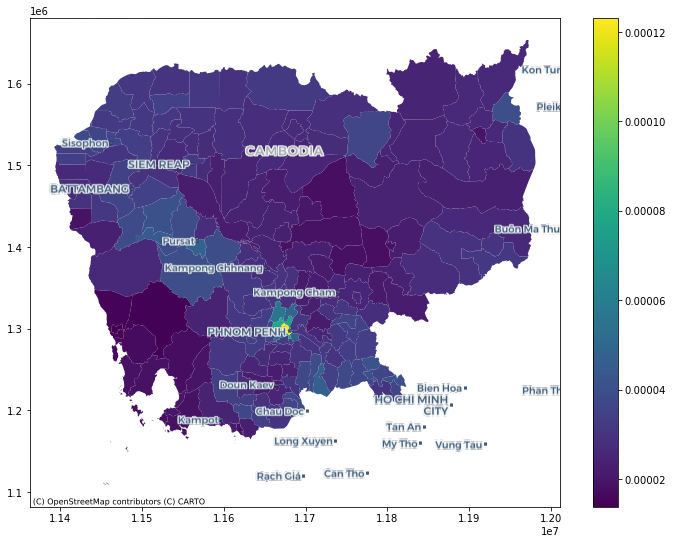 1e6
0.00012
1.6
Kon Tur
Pleik
0.00010
CAMBODIA
Sisophon
1.5
SIEM REAP
BATTAMBANG
0.00008
Buôn Ma Thu
Pursat
1.4
Kampong Chhnang
0.00006
Kampong Cham
1.3
PHNOM PENH
0.00004
Doun Kaev
Bien Hoa
Phan Th
HO CHI MINH
CITY
1.2
Chau Doc
Kampot
Tan An
Long Xuyen
My Tho
Vung Tau
0.00002
Rạch Giá
Can Tho
1.1
(C) OpenStreetMap contributors (C) CARTO
1.14
1.15
1.16
1.17
1.18
1.19
1.20
1e7